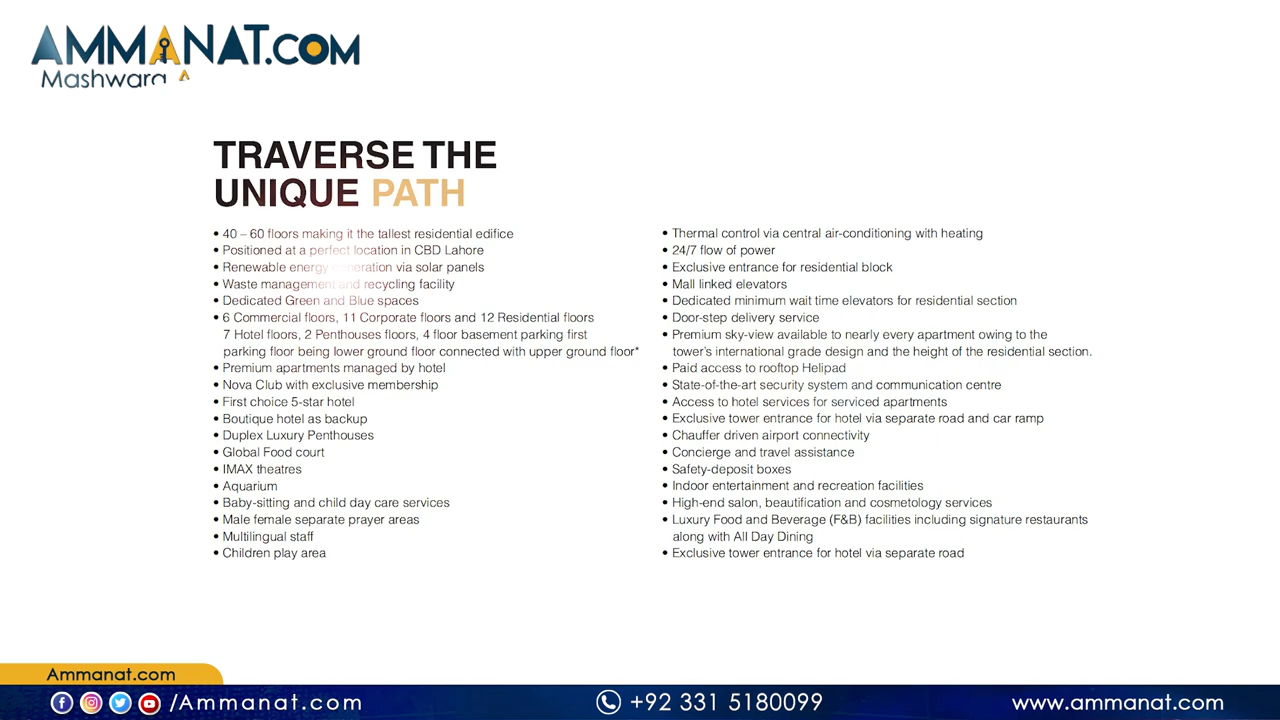 AMMANAT.COM
Mashwara
TRAVERSE THE
UNIQUE PATH
• 40 – 60 floors making it the tallest residential edifice
• Positioned at a perfect location in CBD Lahore
• Renewable energy generation via solar panels
• Waste management and recycling facility
• Dedicated Green and Blue spaces
• 6 Commercial floors, 11 Corporate floors and 12 Residential floors
7 Hotel floors, 2 Penthouses floors, 4 floor basement parking first
parking floor being lower ground floor connected with upper ground floor*
• Premium apartments managed by hotel
• Nova Club with exclusive membership
• First choice 5-star hotel
• Boutique hotel as backup
• Duplex Luxury Penthouses
• Global Food court
• IMAX theatres
• Aquarium
• Baby-sitting and child day care services
• Male female separate prayer areas
• Multilingual staff
• Children play area
• Thermal control via central air-conditioning with heating
• 24/7 flow of power
• Exclusive entrance for residential block
• Mall linked elevators
• Dedicated minimum wait time elevators for residential section
• Door-step delivery service
• Premium sky-view available to nearly every apartment owing to the
tower's international grade design and the height of the residential section.
• Paid access to rooftop Helipad
• State-of-the-art security system and communication centre
• Access to hotel services for serviced apartments
• Exclusive tower entrance for hotel via separate road and car ramp
• Chauffer driven airport connectivity
• Concierge and travel assistance
• Safety-deposit boxes
• Indoor entertainment and recreation facilities
• High-end salon, beautification and cosmetology services
• Luxury Food and Beverage (F&B) facilities including signature restaurants
along with All Day Dining
• Exclusive tower entrance for hotel via separate road
Ammanat.com
/Ammanat.com
+92 331 5180099
www.ammanat.com